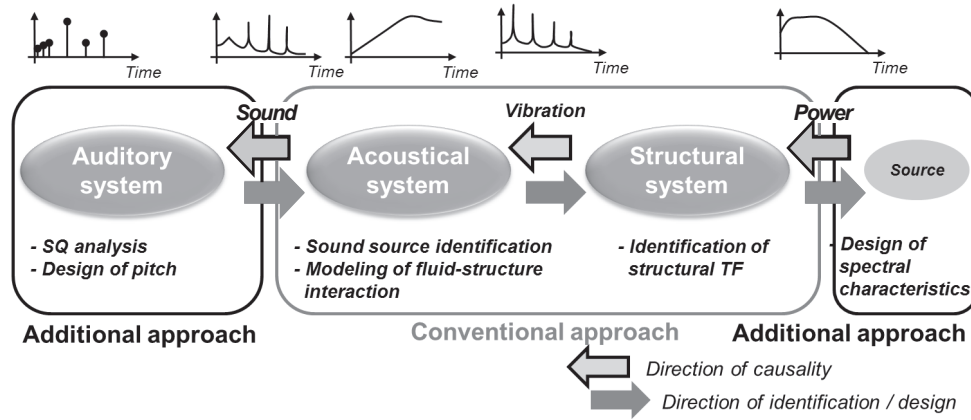 Time
Time
Time
Time
Time
Sound
Vibration
Power
Auditory
system
Acoustical
system
Structural
system
Source
- SQ analysis
- Design of pitch
- Sound source identification
- Modeling of fluid-structure
interaction
- Identification of
structural TF
- Design of
spectral
characteristics
Additional approach
Conventional approach
Additional approach
Direction of causality
Direction of identification / design